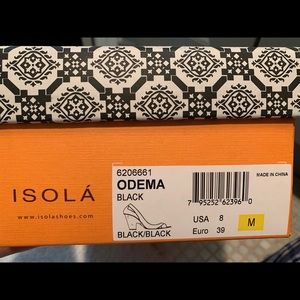 6206661
ODEMA
BLACK
MADE IN CHINA
7 95252 62396 0
BLACK/BLACK
USA 8
Euro 39
M
ISOLÁ
www.isolashoes.com